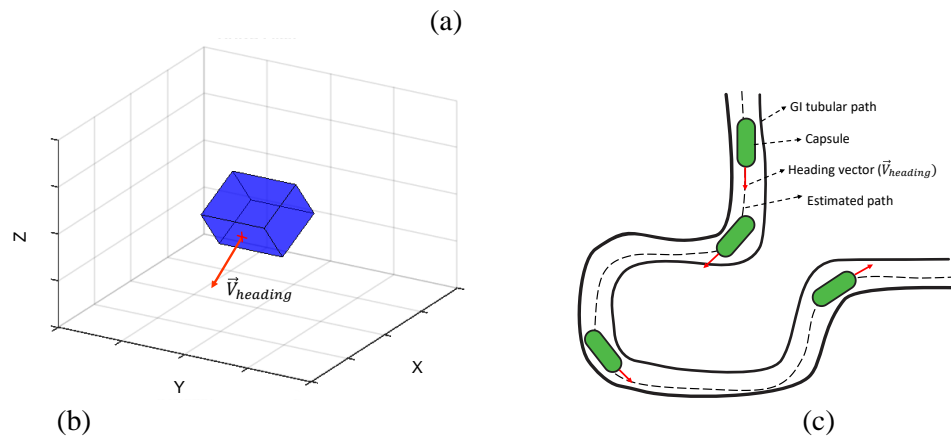 (a)
Z
Y
X
V⃗heading
(b)
GI tubular path
Capsule
Heading vector (V⃗heading)
Estimated path
(c)